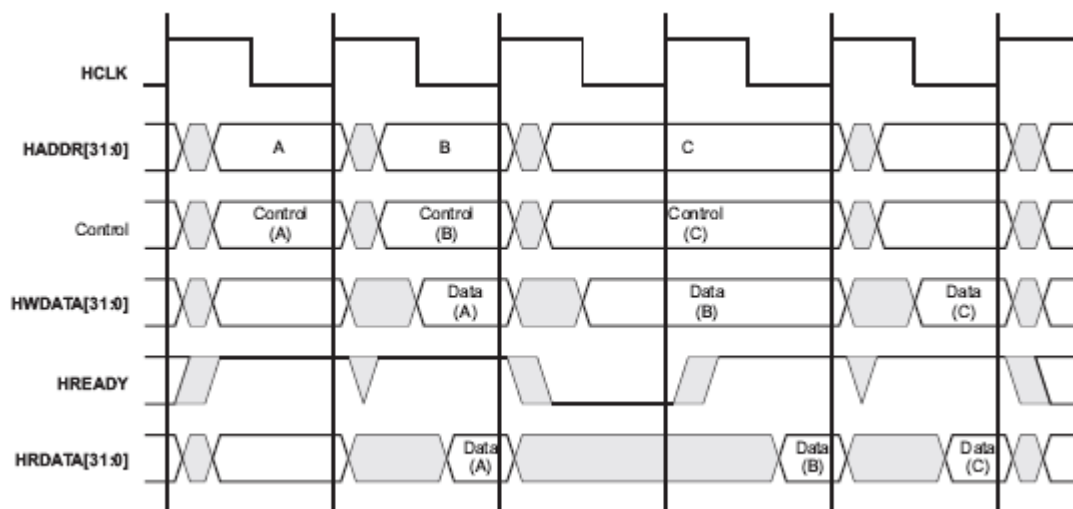 HCLK
HADDR[31:0]
A
B
C
Control
Control
(A)
Control
(B)
Control
(C)
HWDATA[31:0]
Data
(A)
Data
(B)
Data
(C)
HREADY
HRDATA[31:0]
Data
(A)
Data
(B)
Data
(C)